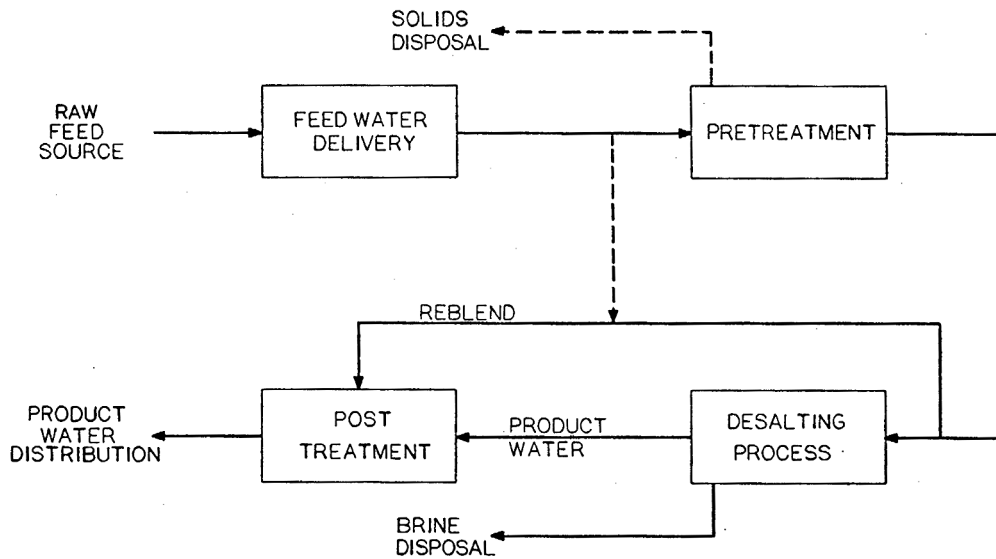 SOLIDS
DISPOSAL
RAW
FEED
SOURCE
FEED WATER
DELIVERY
PRETREATMENT
REBLEND
PRODUCT
WATER
DISTRIBUTION
POST
TREATMENT
PRODUCT
WATER
DESALTING
PROCESS
BRINE
DISPOSAL